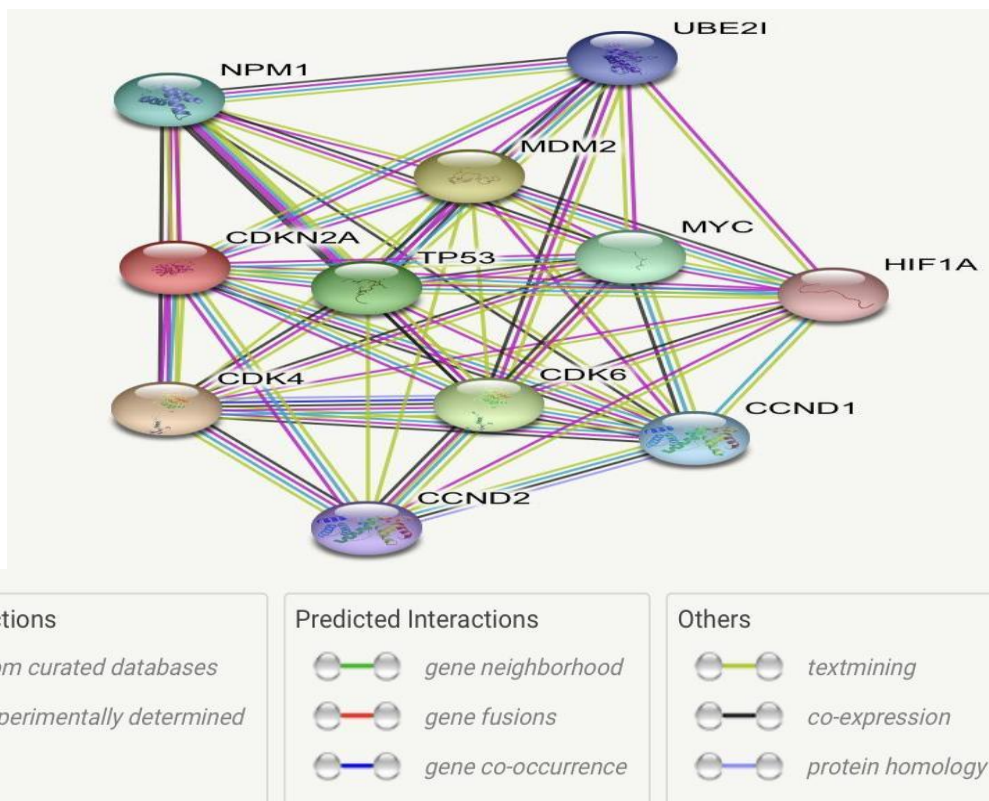 UBE2I
NPM1
MDM2
MYC
CDKN2A
TP53
HIF1A
CDK4
CDK6
CCND1
CCND2
ctions
om curated databases
perimentally determined
Predicted Interactions
gene neighborhood
gene fusions
gene co-occurrence
Others
textmining
co-expression
protein homology